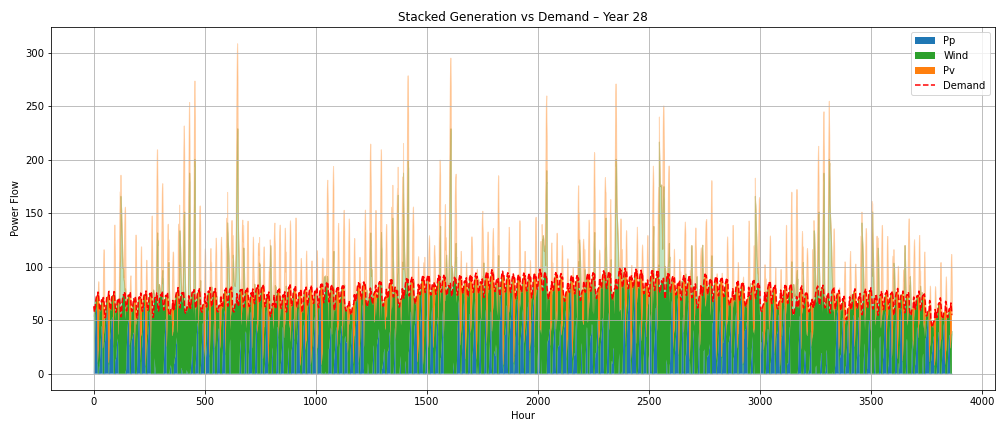 Stacked Generation vs Demand – Year 28
Pp
Wind
Pv
Demand
Power Flow
300
250
200
150
100
50
0
0 500 1000 1500 2000 2500 3000 3500 4000
Hour